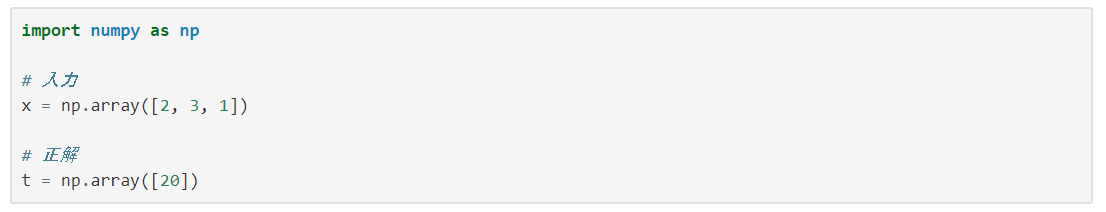 import numpy as np
# 入力
x = np.array([2, 3, 1])
# 正解
t = np.array([20])